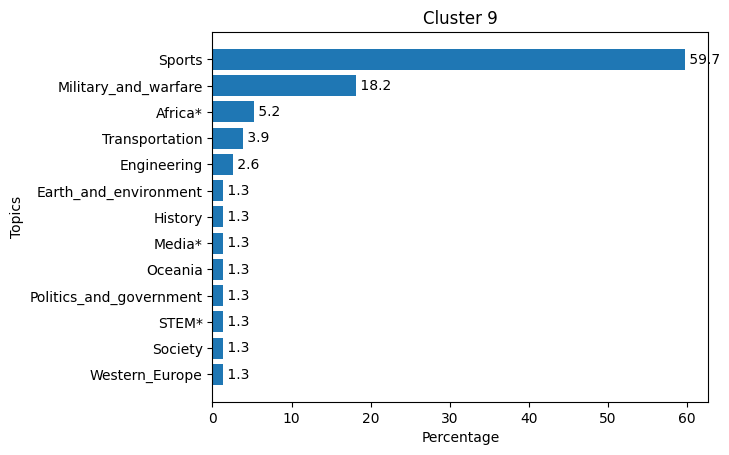 Cluster 9
Sports 59.7
Military_and_warfare 18.2
Africa* 5.2
Transportation 3.9
Engineering 2.6
Earth_and_environment 1.3
History 1.3
Media* 1.3
Oceania 1.3
Politics_and_government 1.3
STEM* 1.3
Society 1.3
Western_Europe 1.3
Topics
0 10 20 30 40 50 60
Percentage